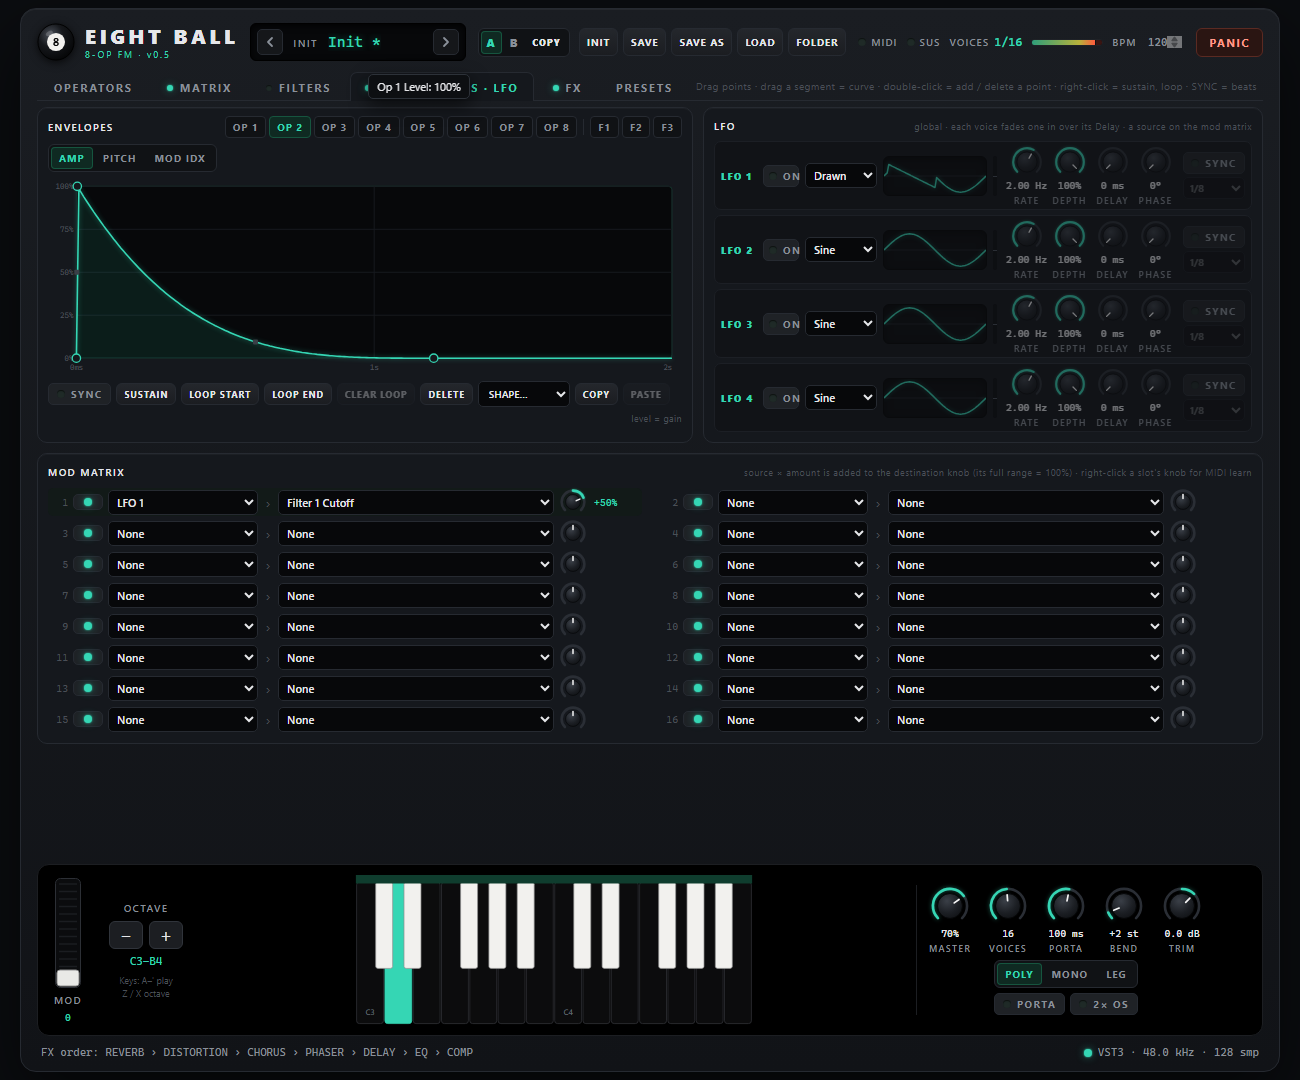 8 EIGHT BALL
8-OP FM · v0.5
INIT Init *
A B COPY INIT SAVE SAVE AS LOAD FOLDER MIDI SUS VOICES 1/16 BPM 120 PANIC
OPERATORS MATRIX FILTERS S · LFO FX PRESETS
Op 1 Level: 100%
Drag points · drag a segment = curve · double-click = add / delete a point · right-click = sustain, loop · SYNC = beats
ENVELOPES OP 1 OP 2 OP 3 OP 4 OP 5 OP 6 OP 7 OP 8 F1 F2 F3
AMP PITCH MOD IDX
100%
75%
50%
25%
0%
0ms 1s 2s
SYNC SUSTAIN LOOP START LOOP END CLEAR LOOP DELETE SHAPE... COPY PASTE
level = gain
LFO global · each voice fades one in over its Delay · a source on the mod matrix
LFO 1 ON Drawn 2.00 Hz 100% 0 ms 0° SYNC 1/8
RATE DEPTH DELAY PHASE
LFO 2 ON Sine 2.00 Hz 100% 0 ms 0° SYNC 1/8
RATE DEPTH DELAY PHASE
LFO 3 ON Sine 2.00 Hz 100% 0 ms 0° SYNC 1/8
RATE DEPTH DELAY PHASE
LFO 4 ON Sine 2.00 Hz 100% 0 ms 0° SYNC 1/8
RATE DEPTH DELAY PHASE
MOD MATRIX source × amount is added to the destination knob (its full range = 100%) · right-click a slot's knob for MIDI learn
1 LFO 1 › Filter 1 Cutoff +50% 2 None › None
3 None › None 4 None › None
5 None › None 6 None › None
7 None › None 8 None › None
9 None › None 10 None › None
11 None › None 12 None › None
13 None › None 14 None › None
15 None › None 16 None › None
MOD
0
OCTAVE
− +
C3–B4
Keys: A–' play
Z / X octave
C3 C4
70% 16 100 ms +2 st 0.0 dB
MASTER VOICES PORTA BEND TRIM
POLY MONO LEG
PORTA 2× OS
FX order: REVERB › DISTORTION › CHORUS › PHASER › DELAY › EQ › COMP
VST3 · 48.0 kHz · 128 smp